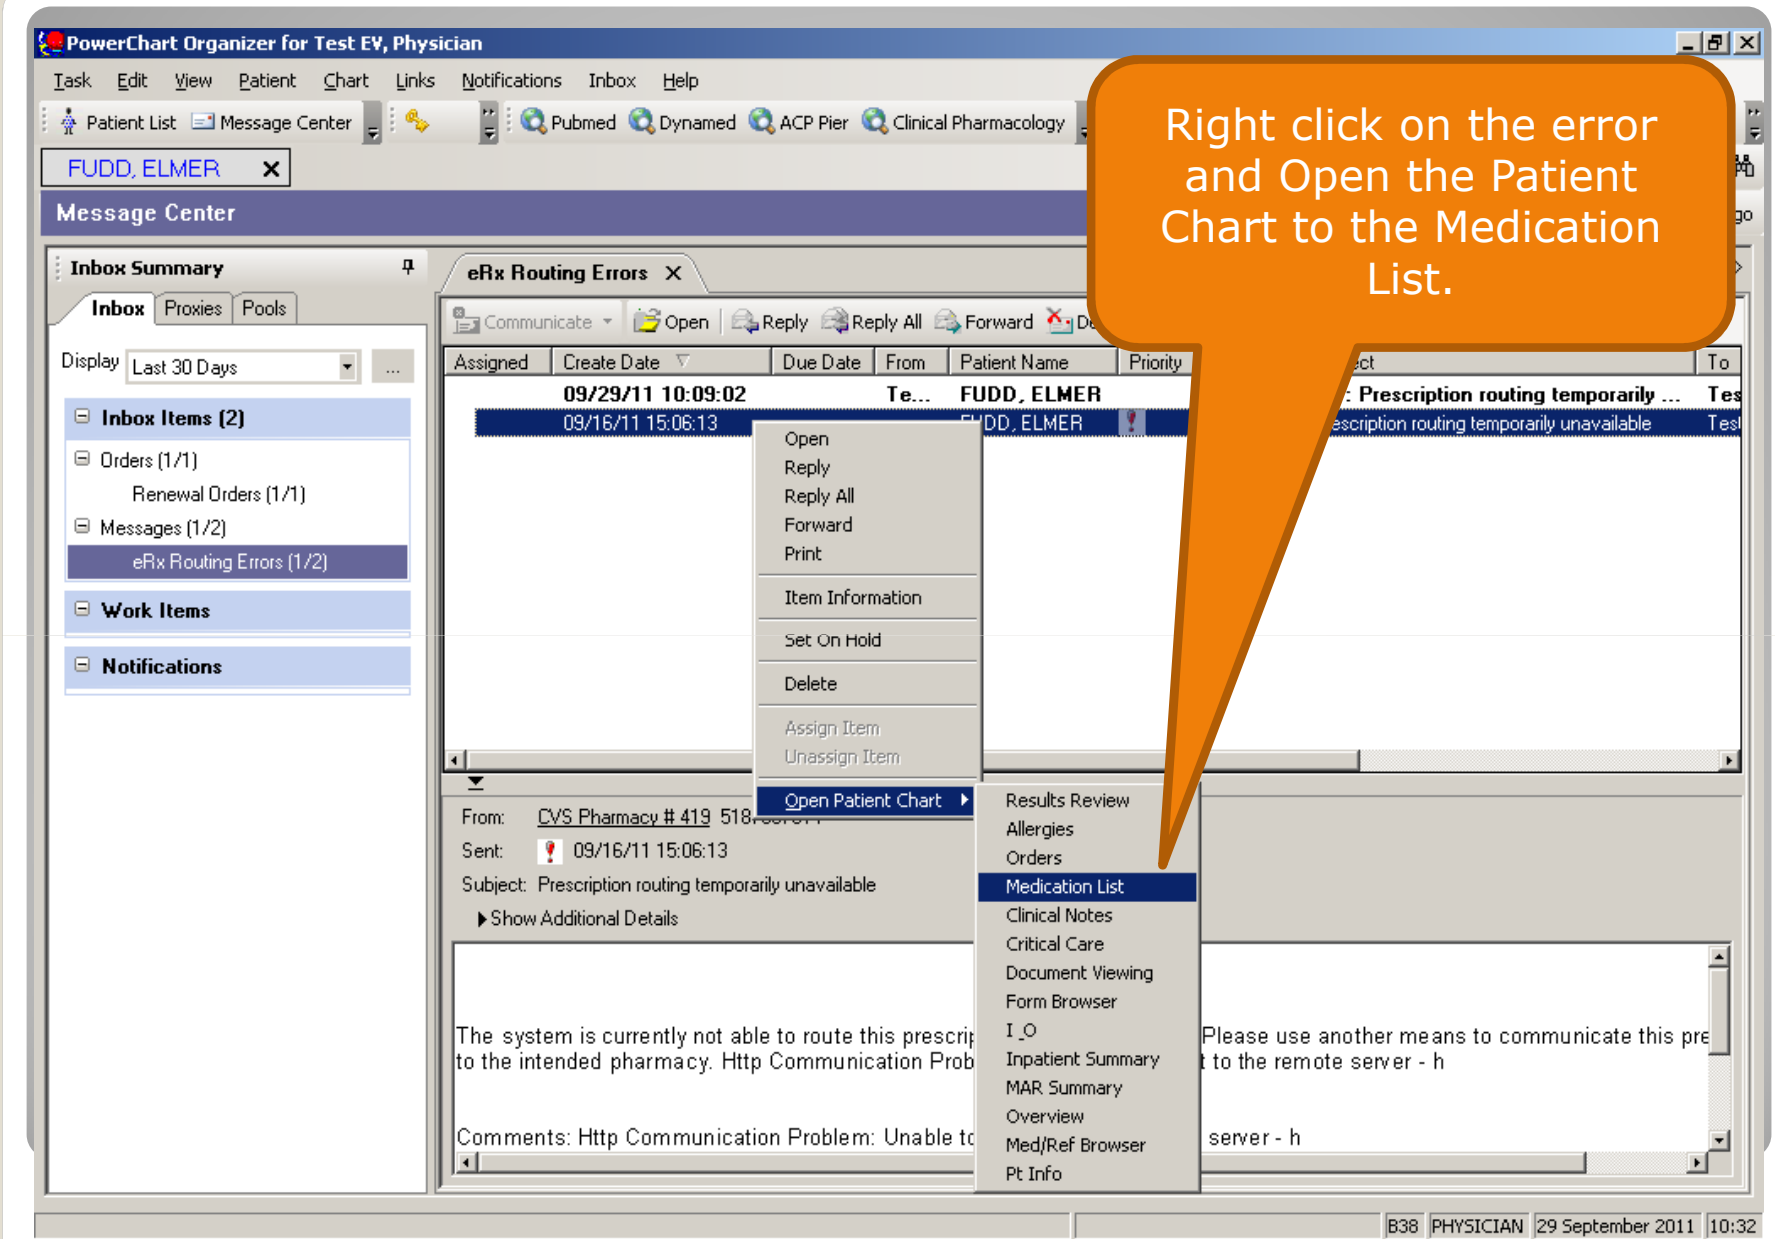 PowerChart Organizer for Test EV, Physician
Task Edit View Patient Chart Links Notifications Inbox Help
Patient List Message Center Pubmed Dynamed ACP Pier Clinical Pharmacology
FUDD, ELMER
Message Center
go
Right click on the error
and Open the Patient
Chart to the Medication
List.
Inbox Summary
Inbox Proxies Pools
Display Last 30 Days ...
Inbox Items (2)
Orders (1/1)
Renewal Orders (1/1)
Messages (1/2)
eRx Routing Errors (1/2)
Work Items
Notifications
eRx Routing Errors X
Communicate Open Reply Reply All Forward
Assigned Create Date Due Date From Patient Name Priority To
09/29/11 10:09:02 Te... FUDD, ELMER : Prescription routing temporarily ... Tes
09/16/11 15:06:13 FUDD, ELMER routing temporarily unavailable Test
Open
Reply
Reply All
Forward
Print
Item Information
Set On Hold
Delete
Assign Item
Unassign Item
Open Patient Chart
Results Review
Allergies
Orders
Medication List
Clinical Notes
Critical Care
Document Viewing
Form Browser
I_O
Inpatient Summary
MAR Summary
Overview
Med/Ref Browser
Pt Info
From: CVS Pharmacy # 419
Sent: 09/16/11 15:06:13
Subject: Prescription routing temporarily unavailable
Show Additional Details
The system is currently not able to route this Please use another means to communicate this
to the intended pharmacy. Http Communication to the remote server - h
Comments: Http Communication Problem: Unable server - h
B38 PHYSICIAN 29 September 2011 10:32